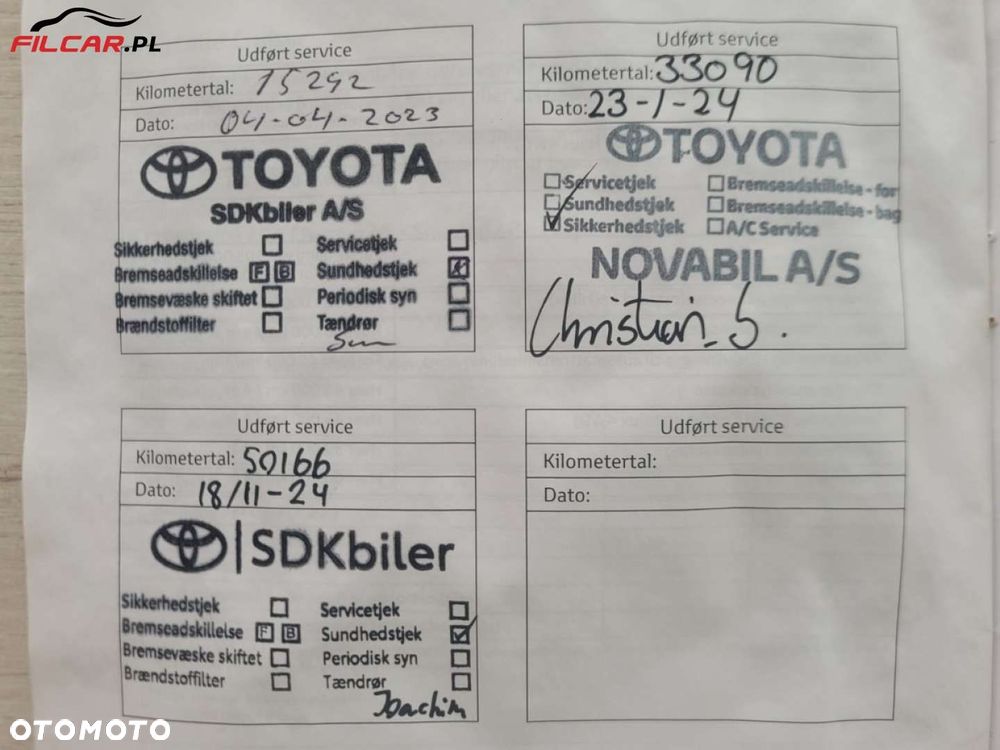 FILCAR.PL
Udført service
Kilometertal: 15292
Dato: 04-04-2023
TOYOTA
SDKbiler A/S
Sikkerhedstjek Servicetjek
Bremseadskillelse F B Sundhedstjek
Bremsevæske skiftet Periodisk syn
Brændstoffilter Tændrør
Udført service
Kilometertal: 33090
Dato: 23-1-24
TOYOTA
Servicetjek Bremseadskillelse - for
Sundhedstjek Bremseadskillelse - bag
Sikkerhedstjek A/C Service
NOVABIL A/S
Christian S.
Udført service
Kilometertal: 50166
Dato: 18/11-24
SDKbiler
Sikkerhedstjek Servicetjek
Bremseadskillelse F B Sundhedstjek
Bremsevæske skiftet Periodisk syn
Brændstoffilter Tændrør
Joachim
Udført service
Kilometertal:
Dato:
OTOMOTO